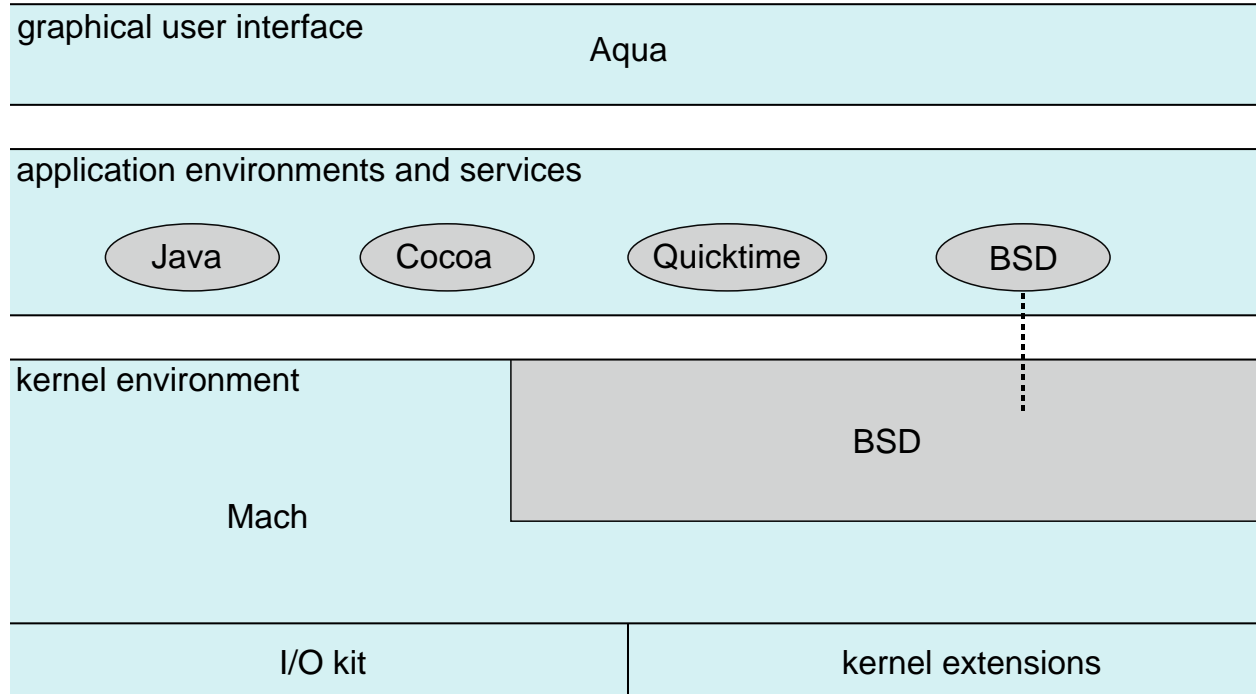 graphical user interface
Aqua
application environments and services
Java
Cocoa
Quicktime
BSD
kernel environment
BSD
Mach
I/O kit
kernel extensions